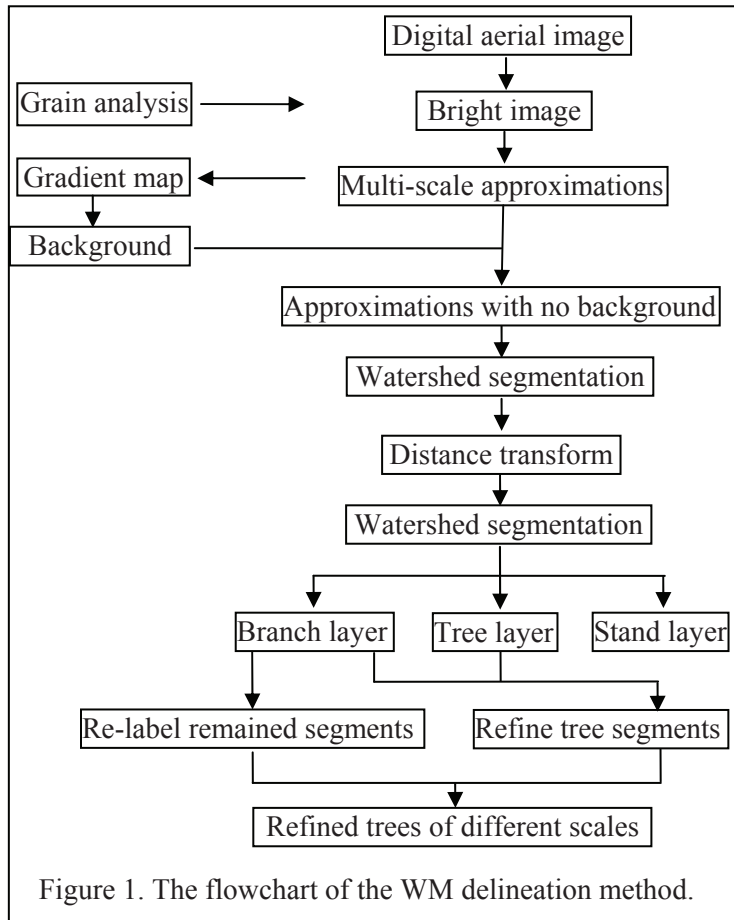 Digital aerial image
Grain analysis
Bright image
Gradient map
Multi-scale approximations
Background
Approximations with no background
Watershed segmentation
Distance transform
Watershed segmentation
Branch layer
Tree layer
Stand layer
Re-label remained segments
Refine tree segments
Refined trees of different scales
Figure 1. The flowchart of the WM delineation method.